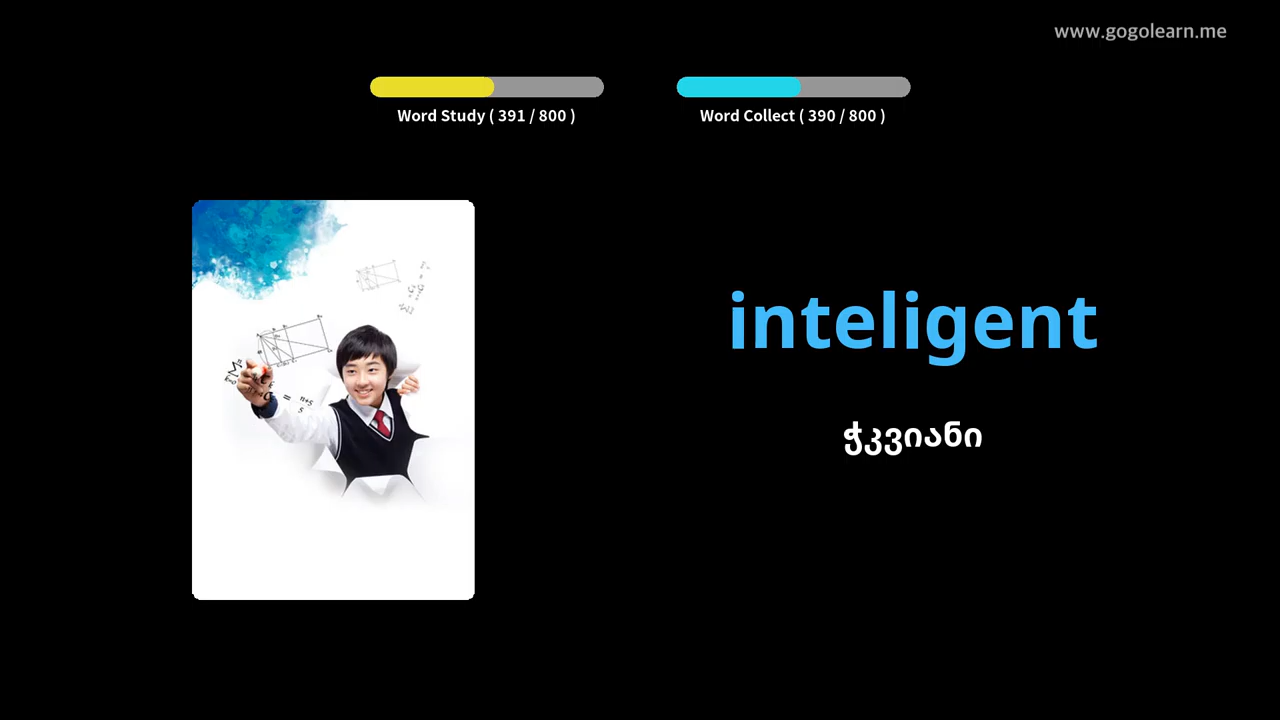 www.gogolearn.me
Word Study ( 391 / 800 )
Word Collect ( 390 / 800 )
inteligent
ჭკვიანი